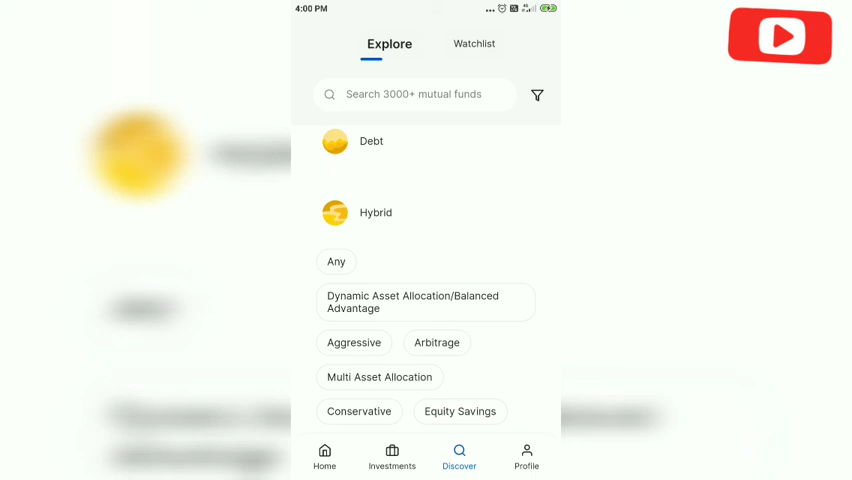 4:00 PM
Explore
Watchlist
Search 3000+ mutual funds
Debt
Hybrid
Any
Dynamic Asset Allocation/Balanced
Advantage
Aggressive
Arbitrage
Multi Asset Allocation
Conservative
Equity Savings
Home
Investments
Discover
Profile